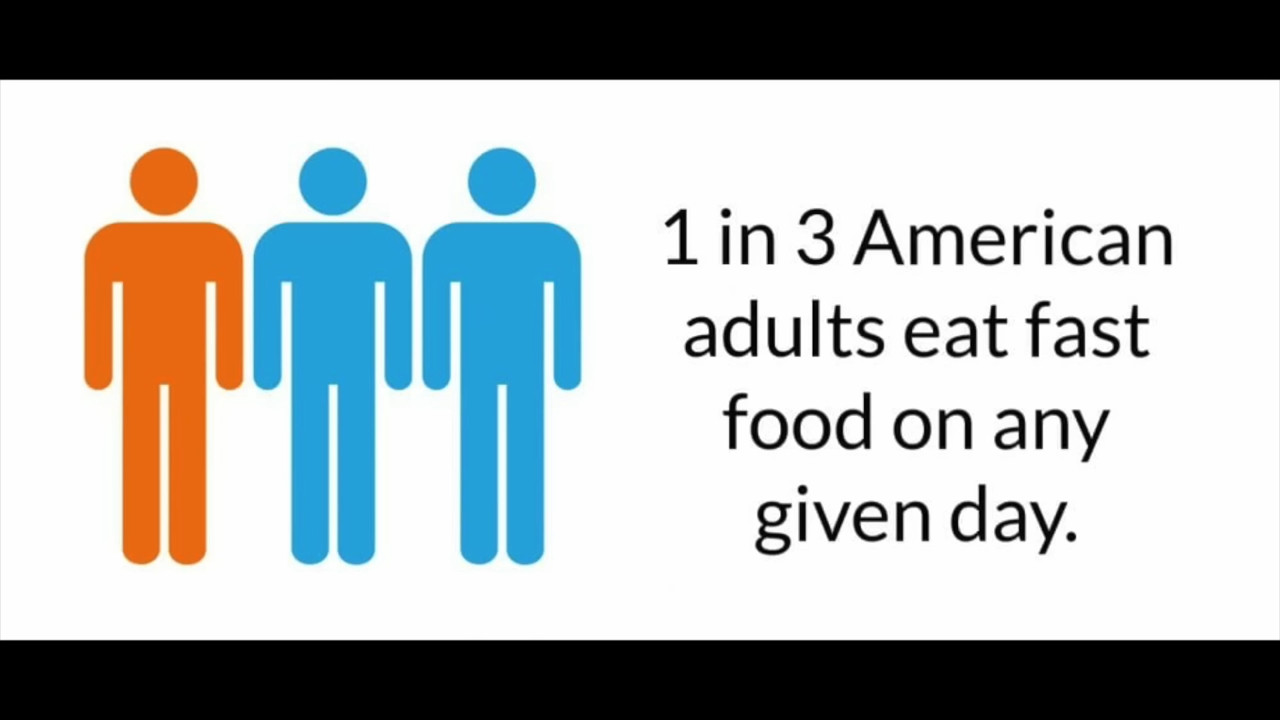 1 in 3 American
adults eat fast
food on any
given day.